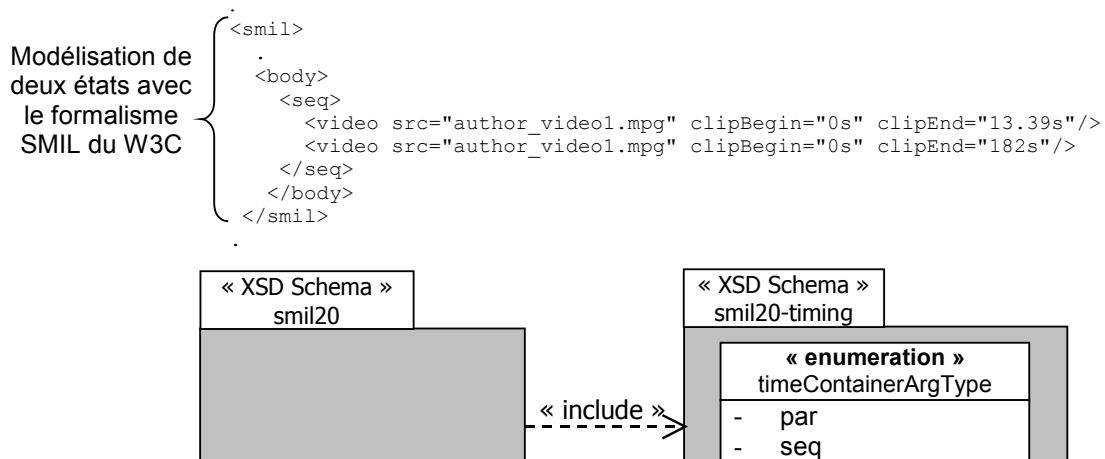 .
<smil>
.
<body>
<seq>
<video src="author_video1.mpg" clipBegin="0s" clipEnd="13.39s"/>
<video src="author_video1.mpg" clipBegin="0s" clipEnd="182s"/>
</seq>
</body>
</smil>
.
Modélisation de
deux états avec
le formalisme
SMIL du W3C
« XSD Schema »
smil20
« include »
« XSD Schema »
smil20-timing
« enumeration »
timeContainerArgType
- par
- seq